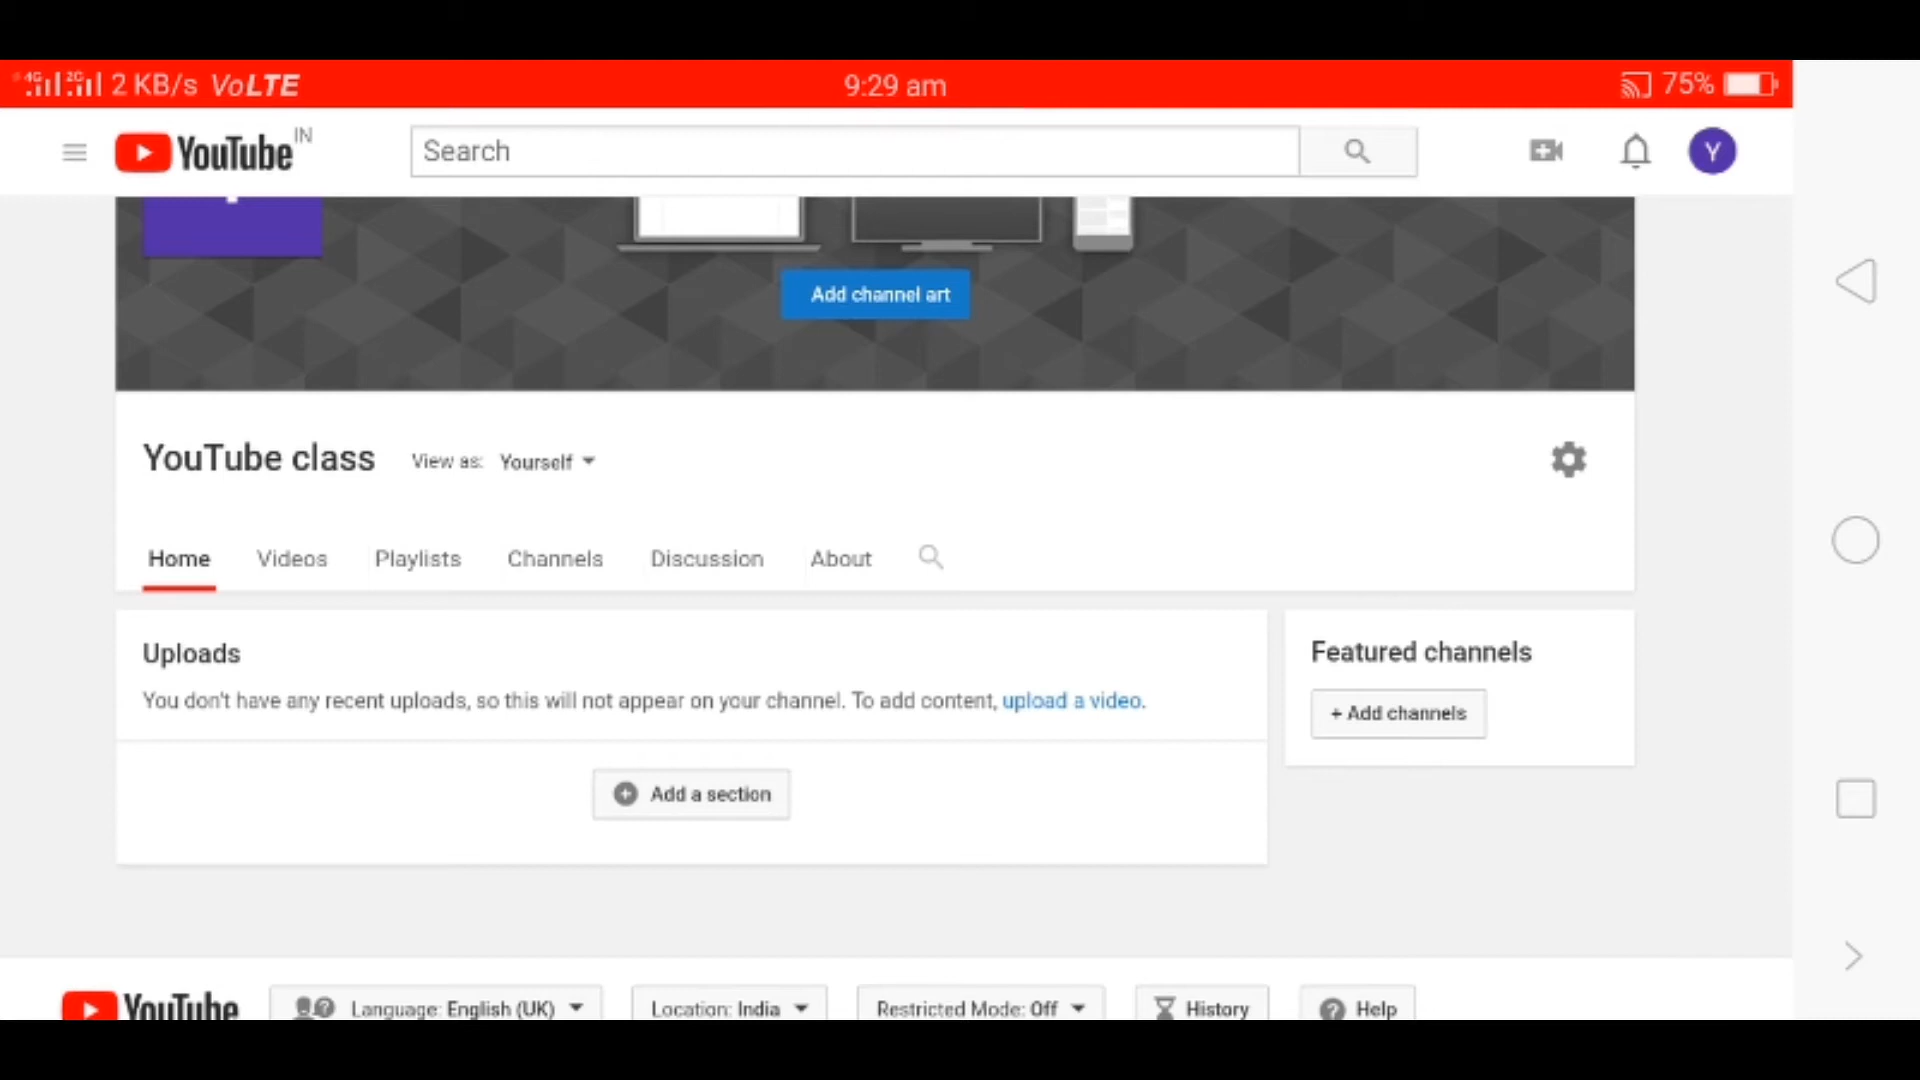 4G 2G 2 KB/s VoLTE 9:29 am 75%
YouTube IN Search Y
Add channel art
YouTube class View as: Yourself
Home Videos Playlists Channels Discussion About
Uploads
You don't have any recent uploads, so this will not appear on your channel. To add content, upload a video.
Add a section
Featured channels
+ Add channels
YouTube Language: English (UK) Location: India Restricted Mode: Off History Help